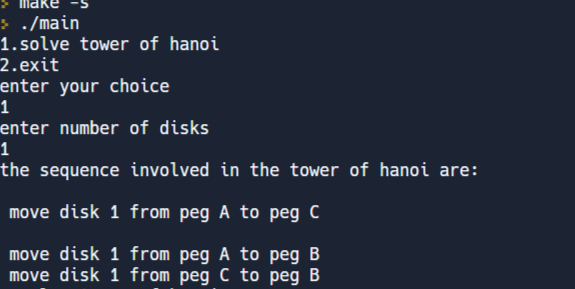 > make -s
> ./main
1.solve tower of hanoi
2.exit
enter your choice
1
enter number of disks
1
the sequence involved in the tower of hanoi are:
move disk 1 from peg A to peg C
move disk 1 from peg A to peg B
move disk 1 from peg C to peg B